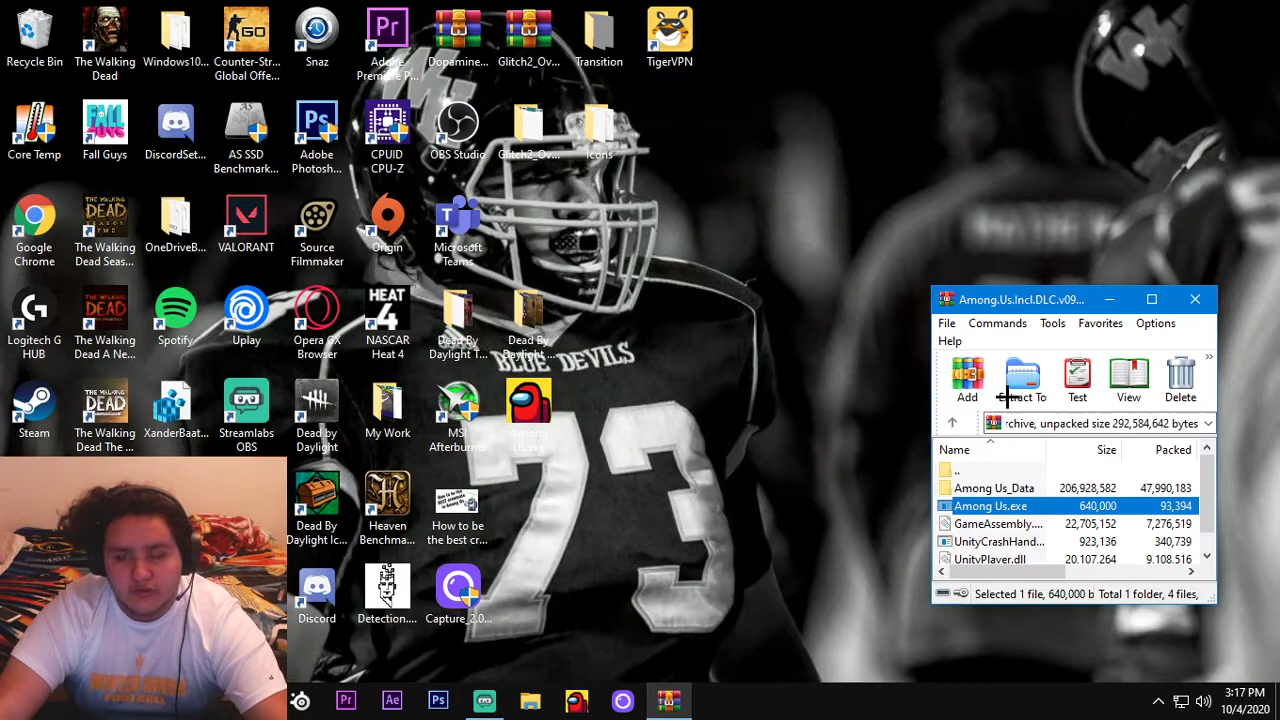 Recycle Bin
The Walking
Dead
Windows10...
Counter-Str...
Global Offe...
Snaz
Adobe
Premiere P...
Dopamine...
Glitch2_Ov...
Transition
TigerVPN
Core Temp
Fall Guys
DiscordSet...
AS SSD
Benchmark...
Adobe
Photosh...
CPUID
CPU-Z
OBS Studio
Glitch2_Ov...
Icons
Google
Chrome
The Walking
Dead Seas...
OneDriveB...
VALORANT
Source
Filmmaker
Origin
Microsoft
Teams
Logitech G
HUB
The Walking
Dead A Ne...
Spotify
Uplay
Opera GX
Browser
NASCAR
Heat 4
Dead By
Daylight T...
Dead By
Daylight ...
Steam
The Walking
Dead The ...
XanderBaat...
Streamlabs
OBS
Dead by
Daylight
My Work
MSI
Afterburner
Among
Us.exe
Dead By
Daylight Ic...
Heaven
Benchma...
How to be
the best cr...
Discord
Detection....
Capture_2.0...
BLUE DEVILS
73
Among.Us.Incl.DLC.v09...
File Commands Tools Favorites Options
Help
Add Extract To Test View Delete
rchive, unpacked size 292,584,642 bytes
Name Size Packed
..
Among Us_Data 206,928,582 47,990,183
Among Us.exe 640,000 93,394
GameAssembly.... 22,705,152 7,276,519
UnityCrashHand... 923,136 340,739
UnityPlayer.dll 20,107,264 9,108,516
Selected 1 file, 640,000 b Total 1 folder, 4 files,
3:17 PM
10/4/2020